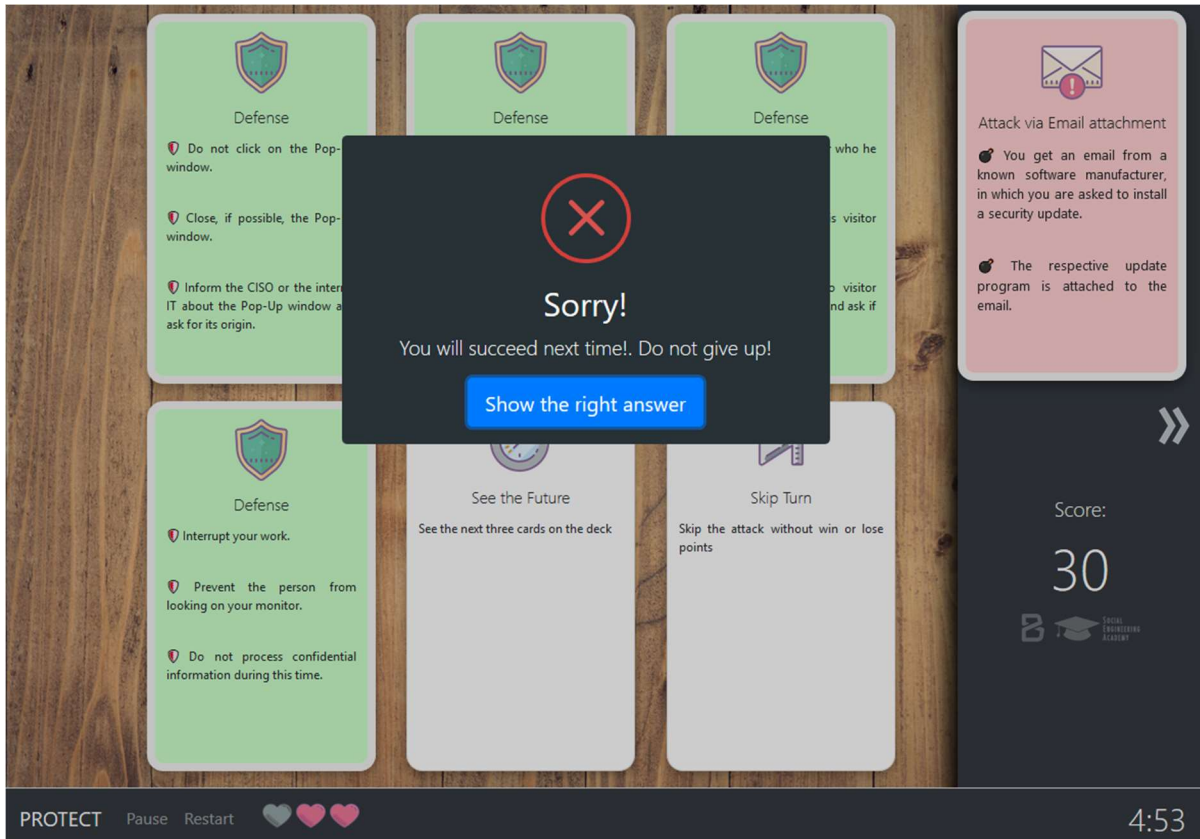 Defense
Do not click on the Pop-
window.
Close, if possible, the Pop-
window.
Inform the CISO or the
IT about the Pop-Up window
ask for its origin.
Defense
Defense
who he
visitor
visitor
and ask if
Sorry!
You will succeed next time!. Do not give up!
Show the right answer
Defense
Interrupt your work.
Prevent the person from
looking on your monitor.
Do not process confidential
information during this time.
See the Future
See the next three cards on the deck
Skip Turn
Skip the attack without win or lose
points
Attack via Email attachment
You get an email from a
known software manufacturer,
in which you are asked to install
a security update.
The respective update
program is attached to the
email.
Score:
30
SOCIAL
ENGINEERING
ACADEMY
PROTECT Pause Restart
4:53